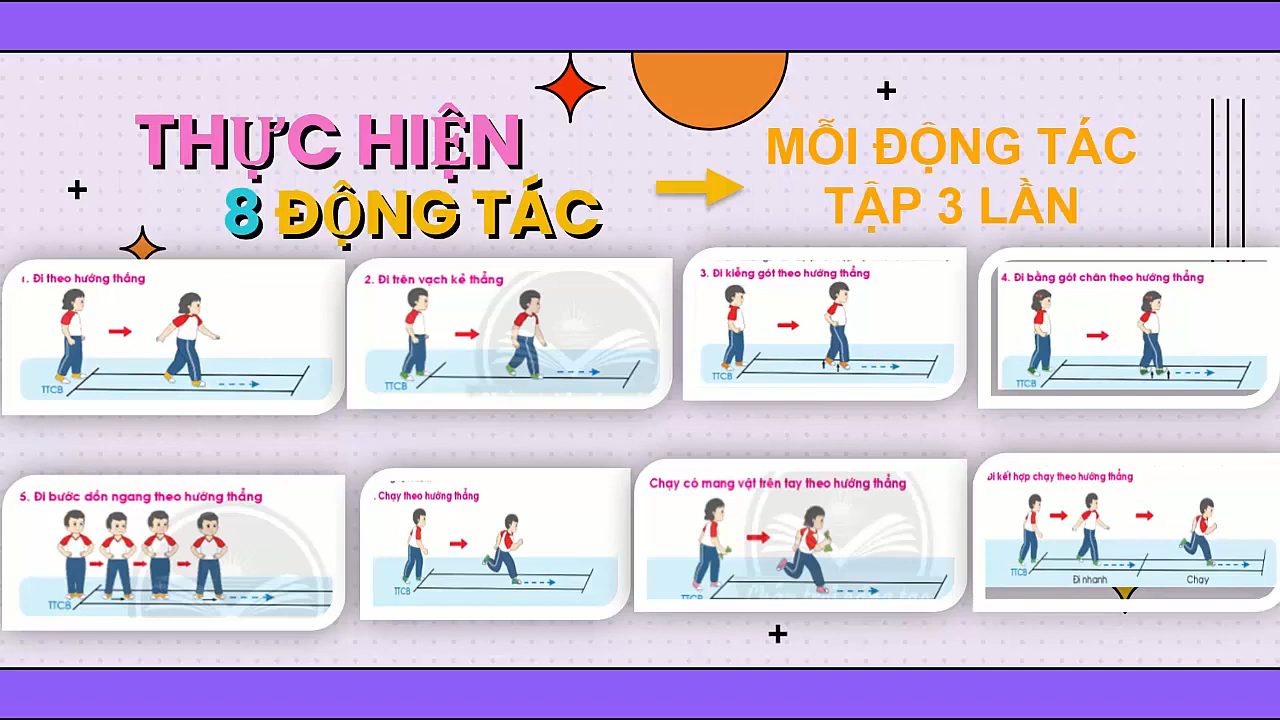 THỰC HIỆN
8 ĐỘNG TÁC
MỖI ĐỘNG TÁC
TẬP 3 LẦN
1. Đi theo hướng thẳng
TTCB
2. Đi trên vạch kẻ thẳng
TTCB
3. Đi kiễng gót theo hướng thẳng
TTCB
4. Đi bằng gót chân theo hướng thẳng
TTCB
5. Đi bước dồn ngang theo hướng thẳng
TTCB
. Chạy theo hướng thẳng
TTCB
Chạy có mang vật trên tay theo hướng thẳng
TTCB
Đi kết hợp chạy theo hướng thẳng
TTCB
Đi nhanh
Chạy